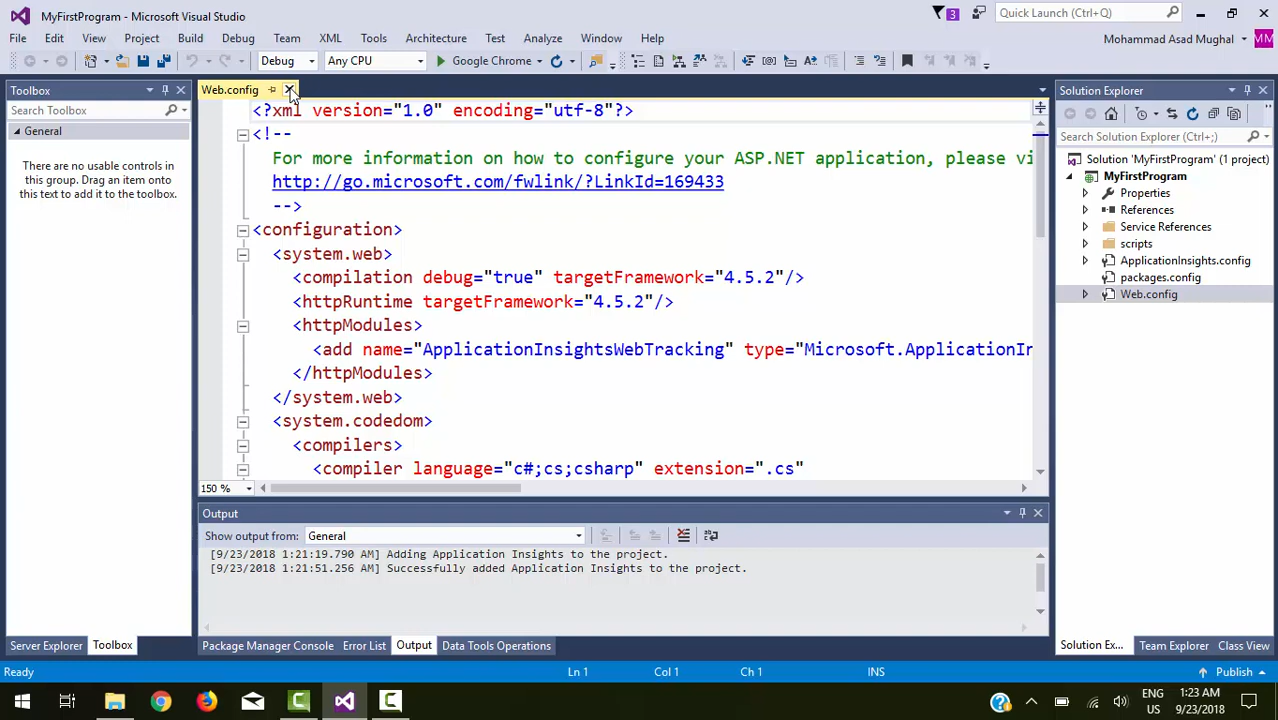 MyFirstProgram - Microsoft Visual Studio
3
Quick Launch (Ctrl+Q)
File Edit View Project Build Debug Team XML Tools Architecture Test Analyze Window Help
Mohammad Asad Mughal
MM
Debug Any CPU Google Chrome
Toolbox
Search Toolbox
General
There are no usable controls in
this group. Drag an item onto
this text to add it to the toolbox.
Server Explorer Toolbox
Web.config
<?xml version="1.0" encoding="utf-8"?>
<!--
For more information on how to configure your ASP.NET application, please vi
http://go.microsoft.com/fwlink/?LinkId=169433
-->
<configuration>
<system.web>
<compilation debug="true" targetFramework="4.5.2"/>
<httpRuntime targetFramework="4.5.2"/>
<httpModules>
<add name="ApplicationInsightsWebTracking" type="Microsoft.ApplicationIn
</httpModules>
</system.web>
<system.codedom>
<compilers>
<compiler language="c#;cs;csharp" extension=".cs"
150 %
Output
Show output from: General
[9/23/2018 1:21:19.790 AM] Adding Application Insights to the project.
[9/23/2018 1:21:51.256 AM] Successfully added Application Insights to the project.
Package Manager Console Error List Output Data Tools Operations
Solution Explorer
Search Solution Explorer (Ctrl+;)
Solution 'MyFirstProgram' (1 project)
MyFirstProgram
Properties
References
Service References
scripts
ApplicationInsights.config
packages.config
Web.config
Solution Ex... Team Explorer Class View
Ready Ln 1 Col 1 Ch 1 INS Publish
ENG
US
1:23 AM
9/23/2018